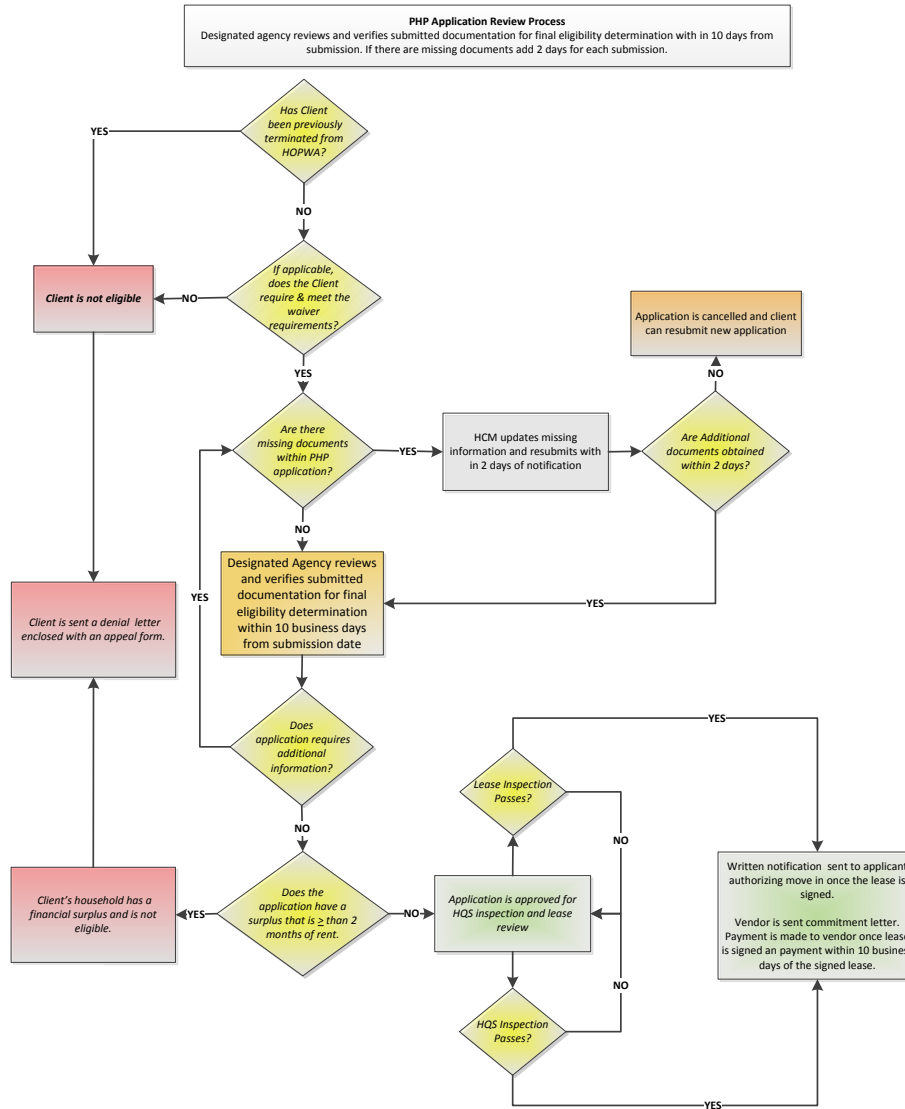 PHP Application Review Process
Designated agency reviews and verifies submitted documentation for final eligibility determination with in 10 days from
submission. If there are missing documents add 2 days for each submission.
Has Client
been previously
terminated from
HOPWA?
YES
NO
If applicable,
does the Client
require & meet the
waiver
requirements?
NO
Client is not eligible
YES
Application is cancelled and client
can resubmit new application
NO
Are there
missing documents
within PHP
application?
YES
HCM updates missing
information and resubmits with
in 2 days of notification
Are Additional
documents obtained
within 2 days?
NO
YES
Designated Agency reviews
and verifies submitted
documentation for final
eligibility determination
within 10 business days
from submission date
YES
Client is sent a denial letter
enclosed with an appeal form.
Does
application requires
additional
information?
NO
YES
Lease Inspection
Passes?
NO
Client's household has a
financial surplus and is not
eligible.
YES
Does the
application have a
surplus that is ≥ than 2
months of rent.
NO
Application is approved for
HQS inspection and lease
review
Written notification sent to applicant
authorizing move in once the lease is
signed.
Vendor is sent commitment letter.
Payment is made to vendor once lease
is signed an payment within 10 business
days of the signed lease.
NO
HQS Inspection
Passes?
YES